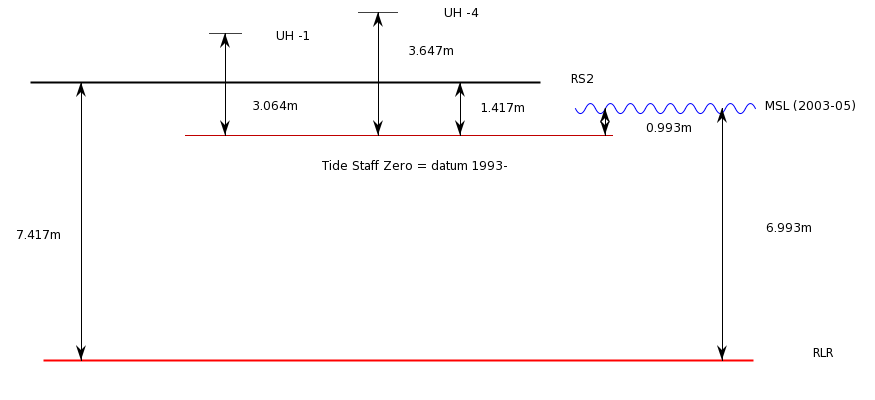 UH -4
UH -1
3.647m
RS2
3.064m
1.417m
MSL (2003-05)
0.993m
Tide Staff Zero = datum 1993-
7.417m
6.993m
RLR